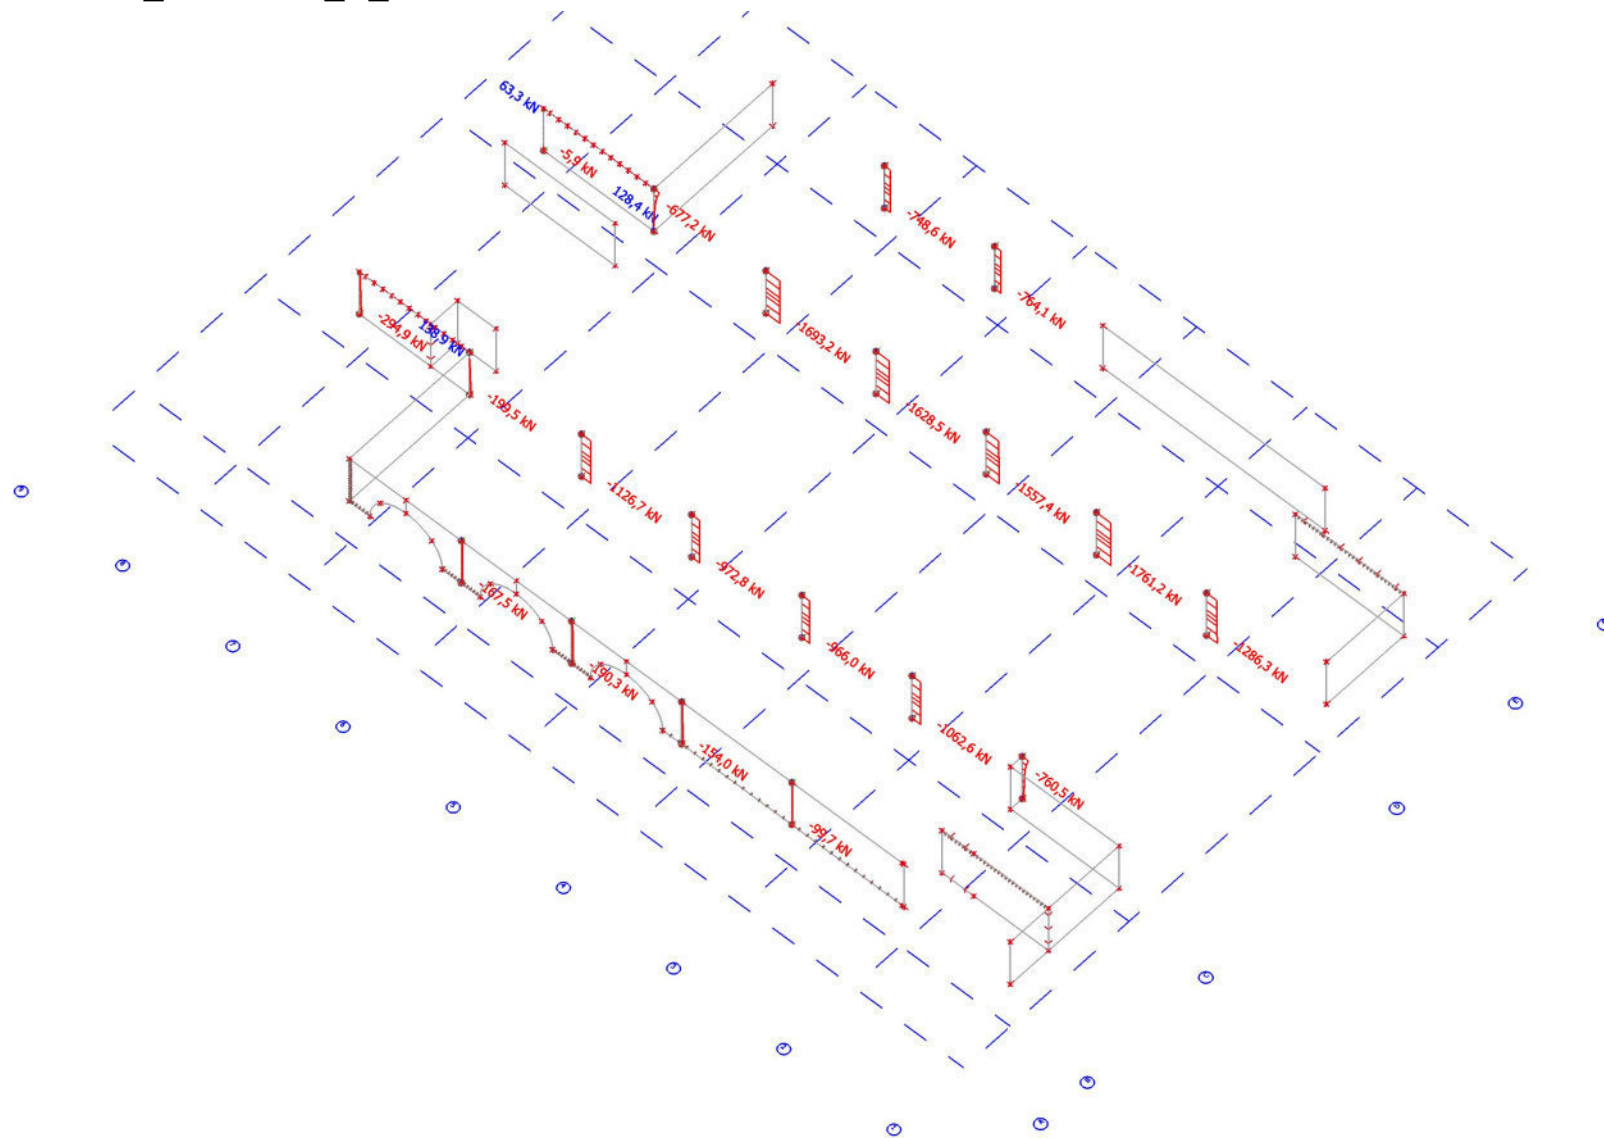 63,3 kN
-5,9 kN
128,4 kN
-677,2 kN
-748,6 kN
-764,1 kN
-1693,2 kN
-294,9 kN
138,9 kN
-199,5 kN
-1628,5 kN
-1126,7 kN
-1557,4 kN
-972,8 kN
-1761,2 kN
-167,5 kN
-966,0 kN
-1286,3 kN
-190,3 kN
-1062,6 kN
-154,0 kN
-760,5 kN
-99,7 kN